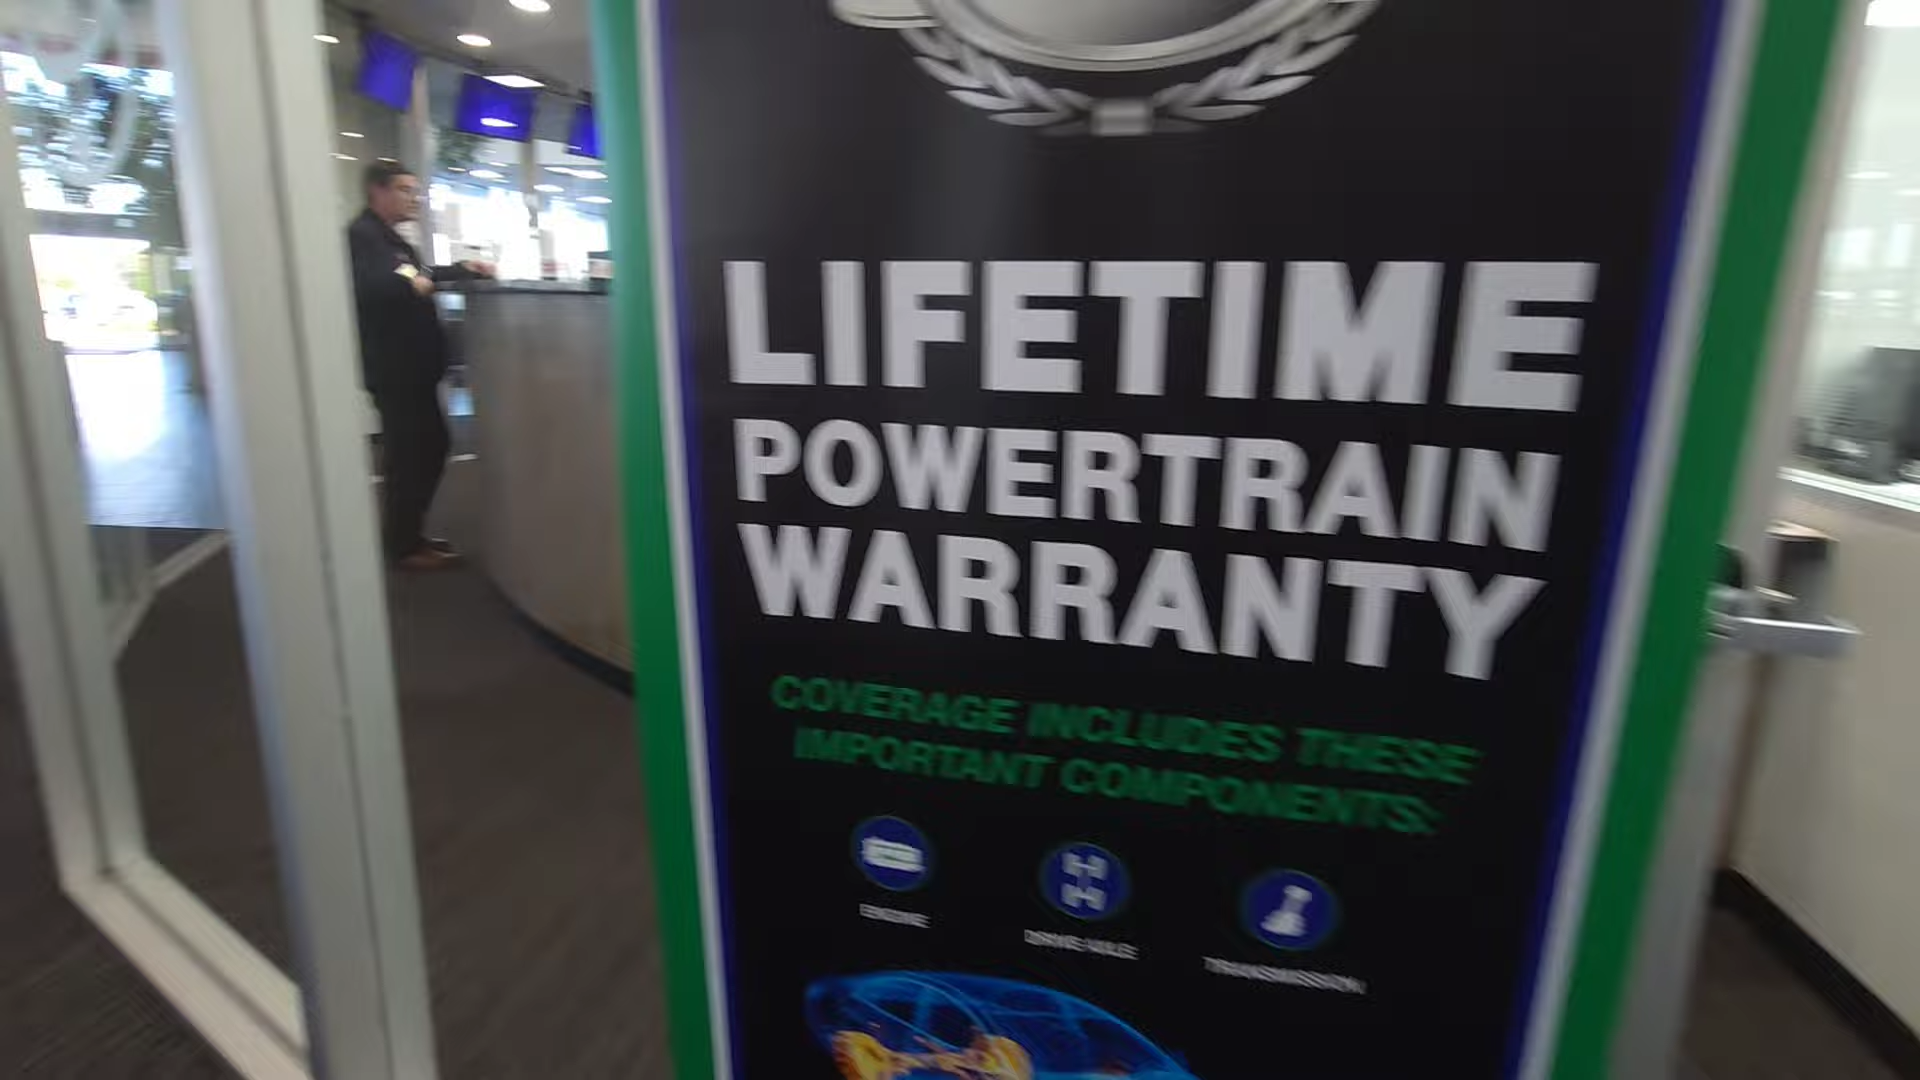 LIFETIME
POWERTRAIN
WARRANTY
COVERAGE INCLUDES THESE
IMPORTANT COMPONENTS:
ENGINE
DRIVE AXLE
TRANSMISSION